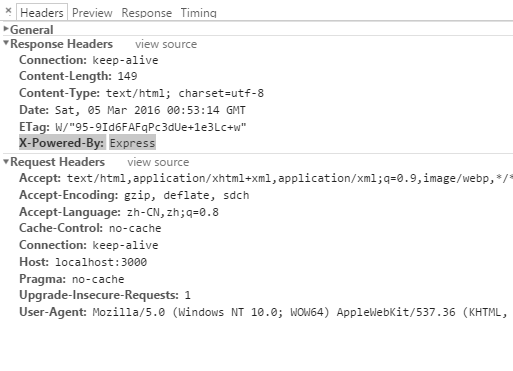 × Headers Preview Response Timing
General
Response Headers view source
Connection: keep-alive
Content-Length: 149
Content-Type: text/html; charset=utf-8
Date: Sat, 05 Mar 2016 00:53:14 GMT
ETag: W/"95-9Id6FAFqPc3dUe+1e3Lc+w"
X-Powered-By: Express
Request Headers view source
Accept: text/html,application/xhtml+xml,application/xml;q=0.9,image/webp,*/*
Accept-Encoding: gzip, deflate, sdch
Accept-Language: zh-CN,zh;q=0.8
Cache-Control: no-cache
Connection: keep-alive
Host: localhost:3000
Pragma: no-cache
Upgrade-Insecure-Requests: 1
User-Agent: Mozilla/5.0 (Windows NT 10.0; WOW64) AppleWebKit/537.36 (KHTML,